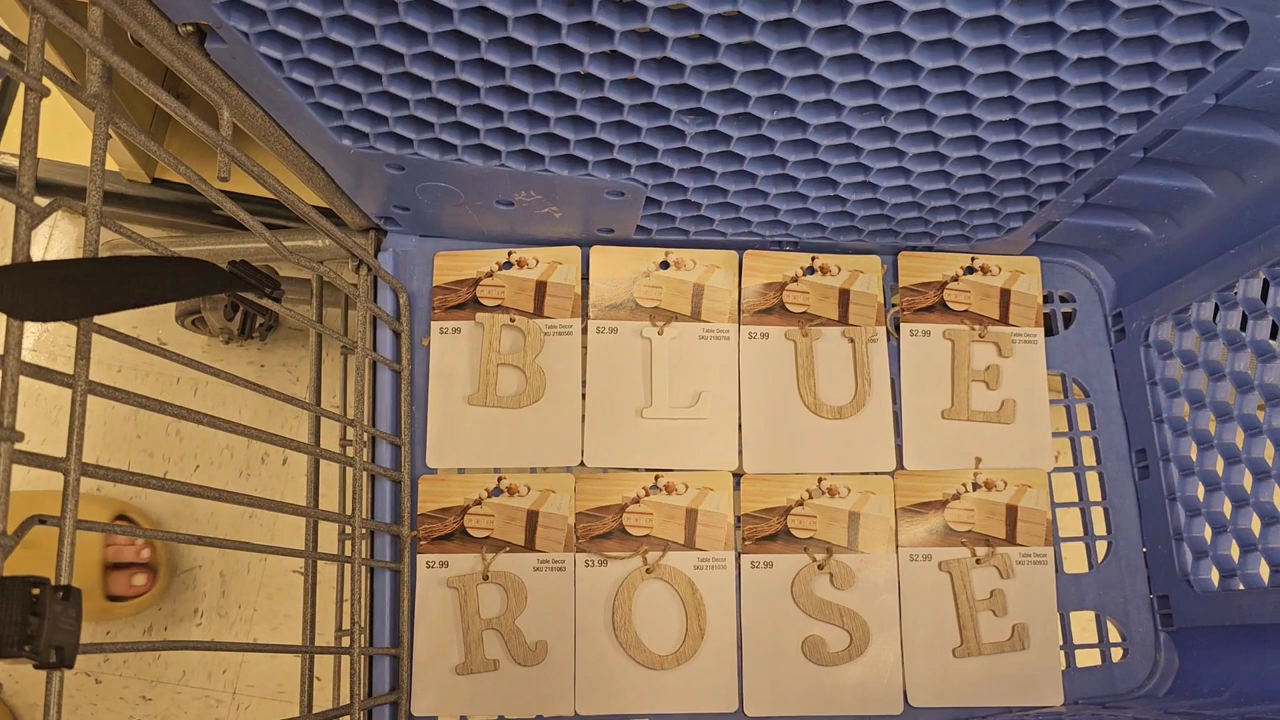 $2.99 Table Decor
SKU 2180560
B
$2.99 Table Decor
SKU 2180768
L
$2.99
U
$2.99 Table Decor
SKU 2180933
E
$2.99 Table Decor
SKU 2181063
R
$3.99 Table Decor
SKU 2181030
O
$2.99
S
$2.99 Table Decor
SKU 2180933
E